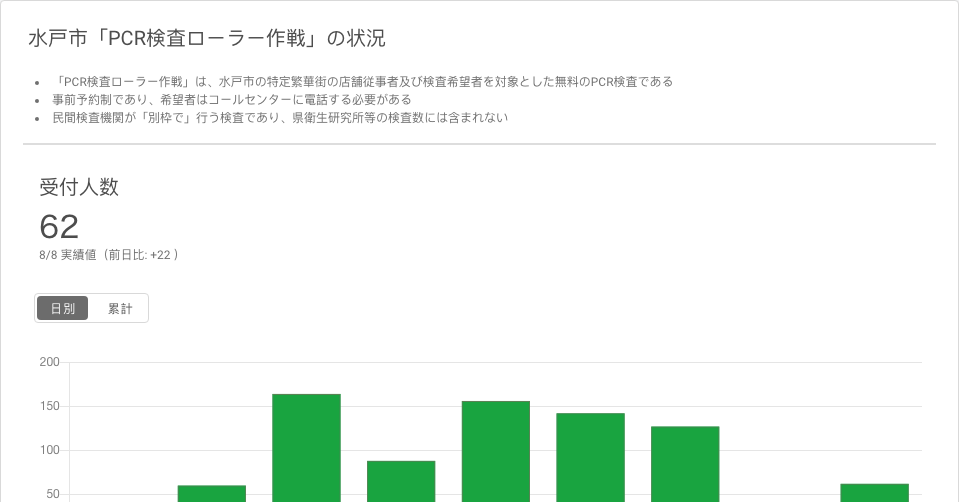 水戸市「PCR検査ローラー作戦」の状況
• 「PCR検査ローラー作戦」は、水戸市の特定繁華街の店舗従事者及び検査希望者を対象とした無料のPCR検査である
• 事前予約制であり、希望者はコールセンターに電話する必要がある
• 民間検査機関が「別枠で」行う検査であり、県衛生研究所等の検査数には含まれない
受付人数
62
8/8 実績値（前日比: +22 ）
日別 累計
200
150
100
50